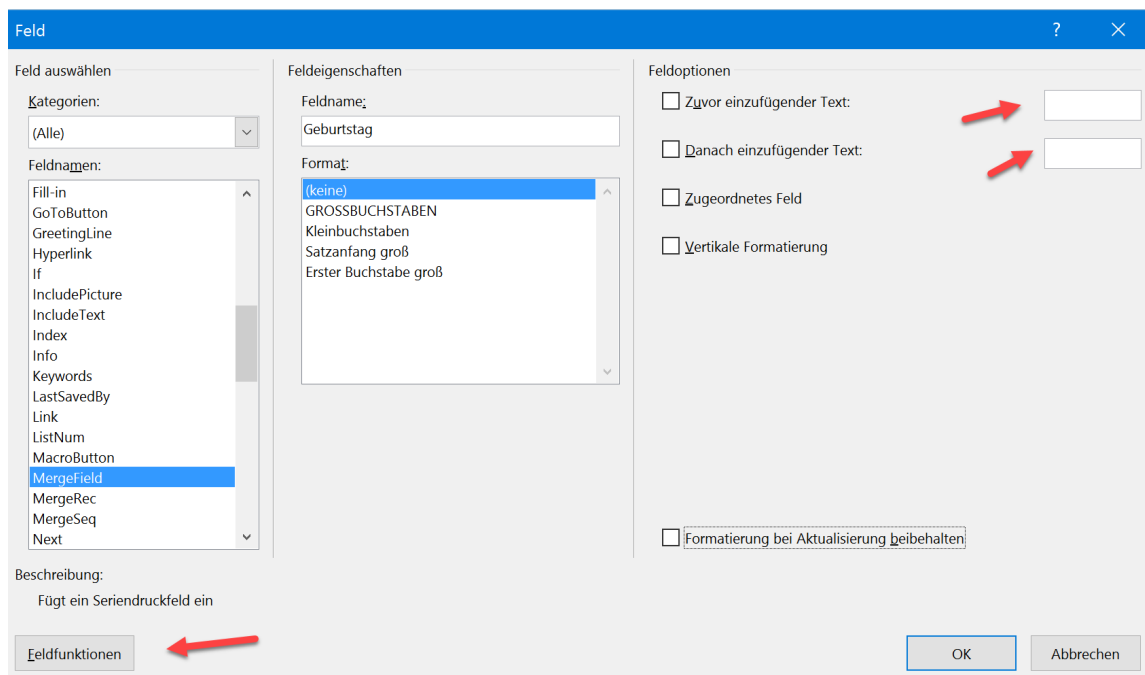 Feld
?
Feld auswählen
Kategorien:
(Alle)
Feldnamen:
Fill-in
GoToButton
GreetingLine
Hyperlink
If
IncludePicture
IncludeText
Index
Info
Keywords
LastSavedBy
Link
ListNum
MacroButton
MergeField
MergeRec
MergeSeq
Next
Feldeigenschaften
Feldname:
Geburtstag
Format:
(keine)
GROSSBUCHSTABEN
Kleinbuchstaben
Satzanfang groß
Erster Buchstabe groß
Feldoptionen
Zuvor einzufügender Text:
Danach einzufügender Text:
Zugeordnetes Feld
Vertikale Formatierung
Formatierung bei Aktualisierung beibehalten
Beschreibung:
Fügt ein Seriendruckfeld ein
Feldfunktionen
OK
Abbrechen